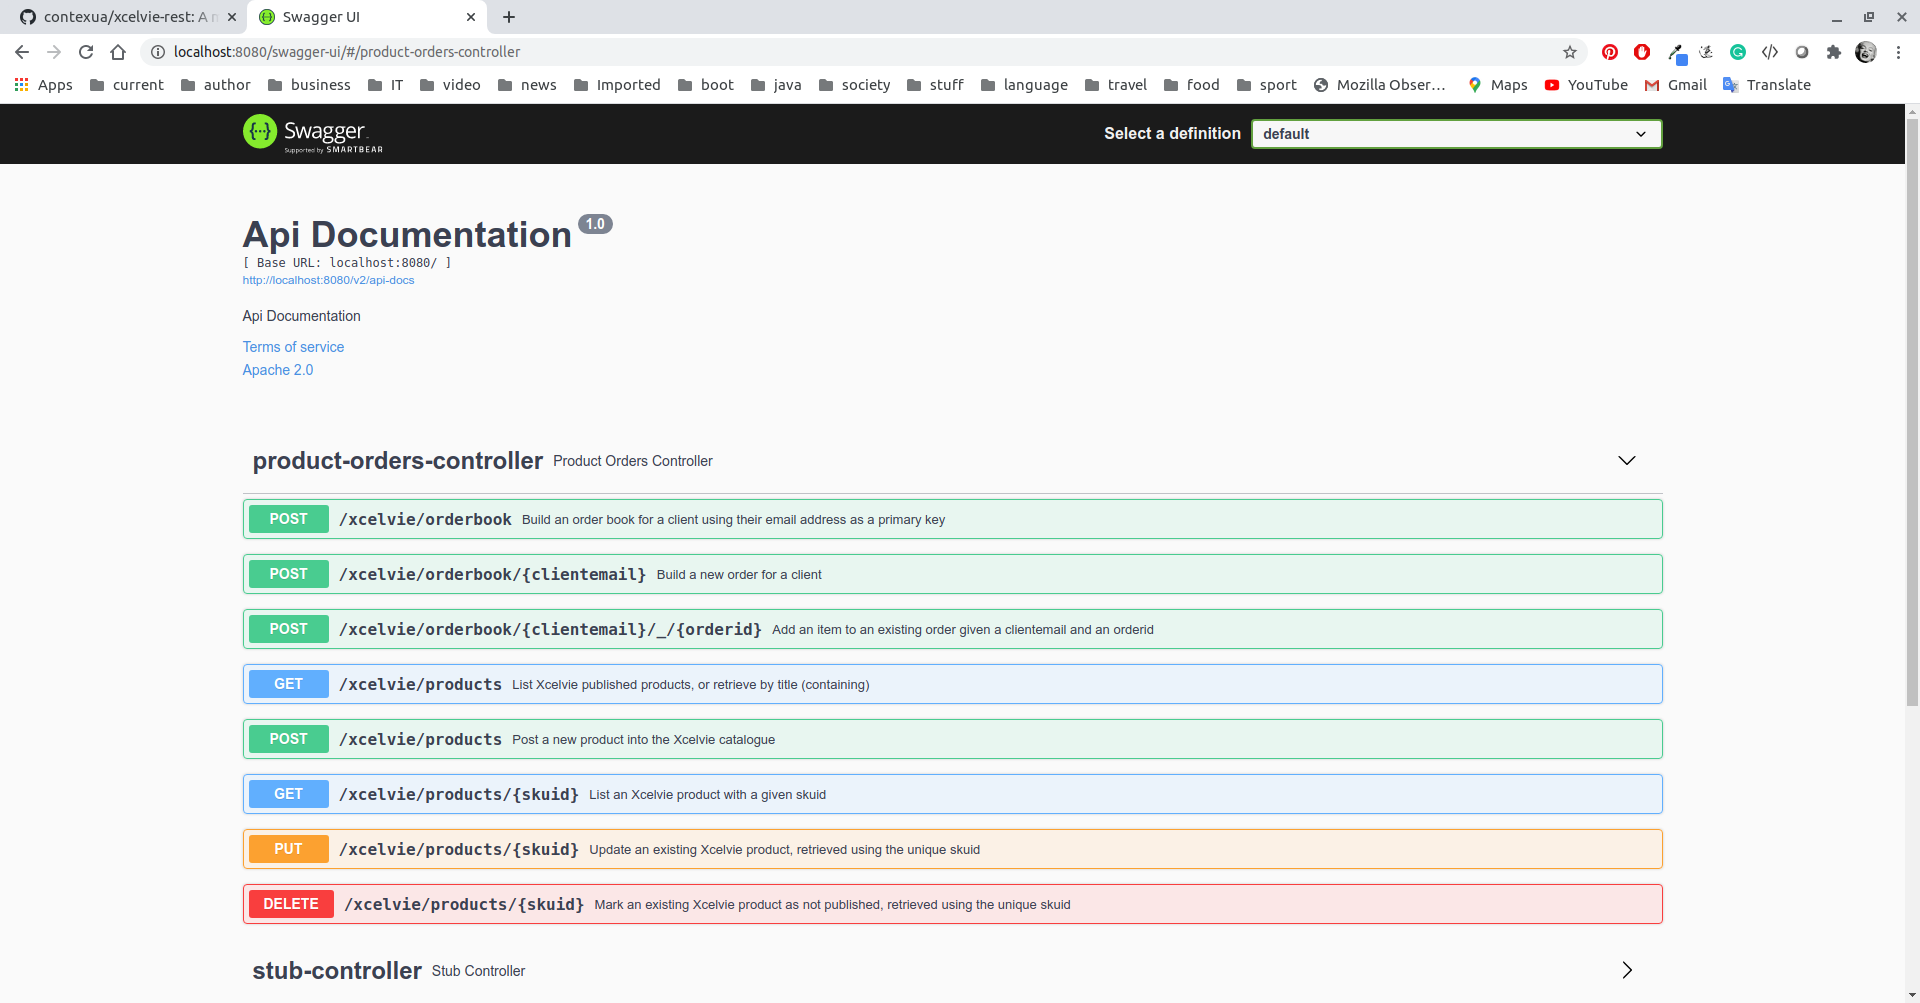 contexua/xcelvie-rest: A
Swagger UI
localhost:8080/swagger-ui/#/product-orders-controller
Apps current author business IT video news Imported boot java society stuff language travel food sport Mozilla Obser... Maps YouTube Gmail Translate
Swagger
Supported by SMARTBEAR
Select a definition default
Api Documentation 1.0
[ Base URL: localhost:8080/ ]
http://localhost:8080/v2/api-docs
Api Documentation
Terms of service
Apache 2.0
product-orders-controller Product Orders Controller
POST /xcelvie/orderbook Build an order book for a client using their email address as a primary key
POST /xcelvie/orderbook/{clientemail} Build a new order for a client
POST /xcelvie/orderbook/{clientemail}/_/{orderid} Add an item to an existing order given a clientemail and an orderid
GET /xcelvie/products List Xcelvie published products, or retrieve by title (containing)
POST /xcelvie/products Post a new product into the Xcelvie catalogue
GET /xcelvie/products/{skuid} List an Xcelvie product with a given skuid
PUT /xcelvie/products/{skuid} Update an existing Xcelvie product, retrieved using the unique skuid
DELETE /xcelvie/products/{skuid} Mark an existing Xcelvie product as not published, retrieved using the unique skuid
stub-controller Stub Controller